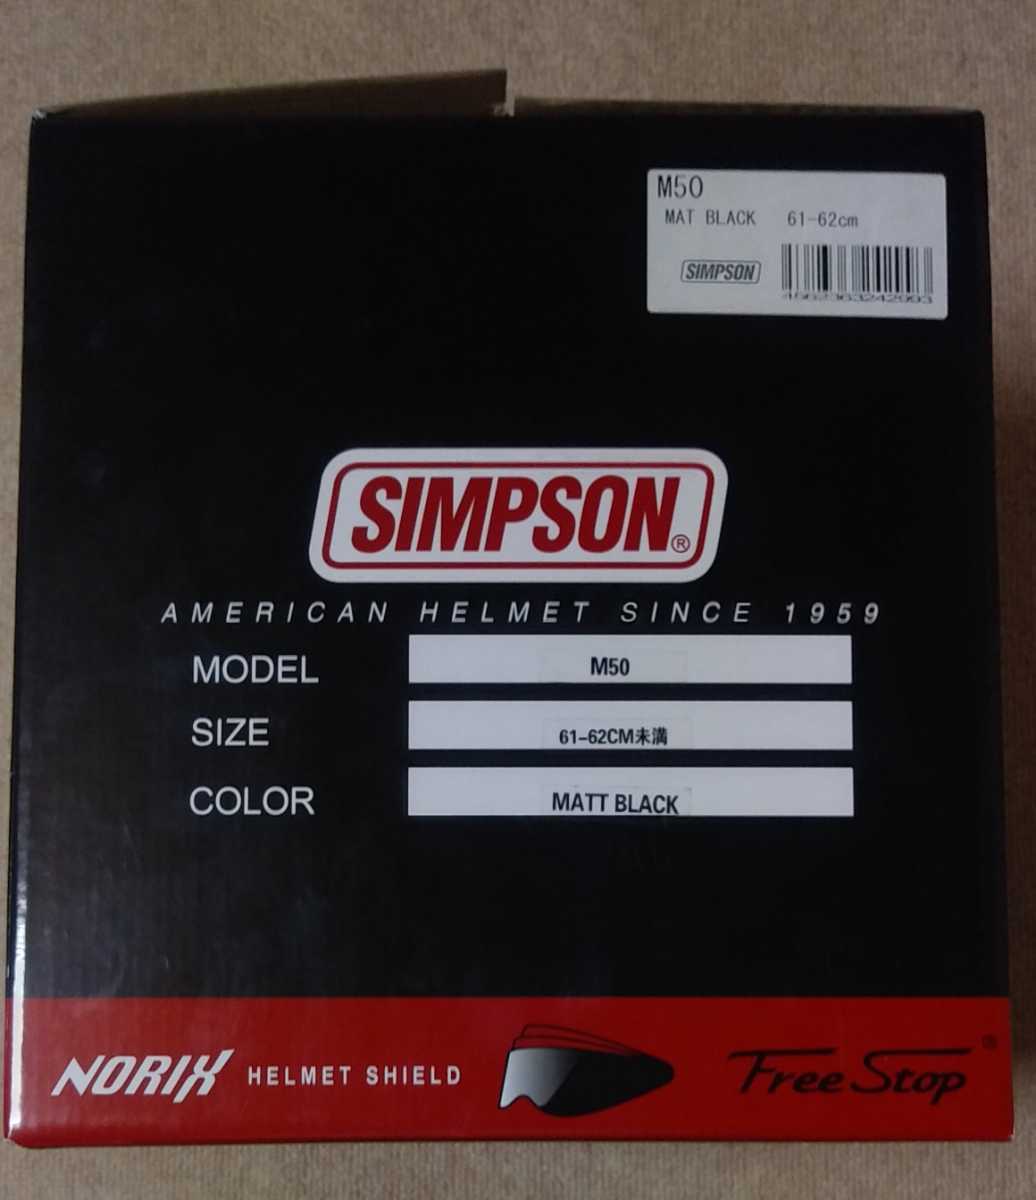 M50
MAT BLACK 61-62cm
SIMPSON
4562363242993
SIMPSON®
AMERICAN HELMET SINCE 1959
MODEL M50
SIZE 61-62CM未満
COLOR MATT BLACK
NORIX HELMET SHIELD Free Stop®